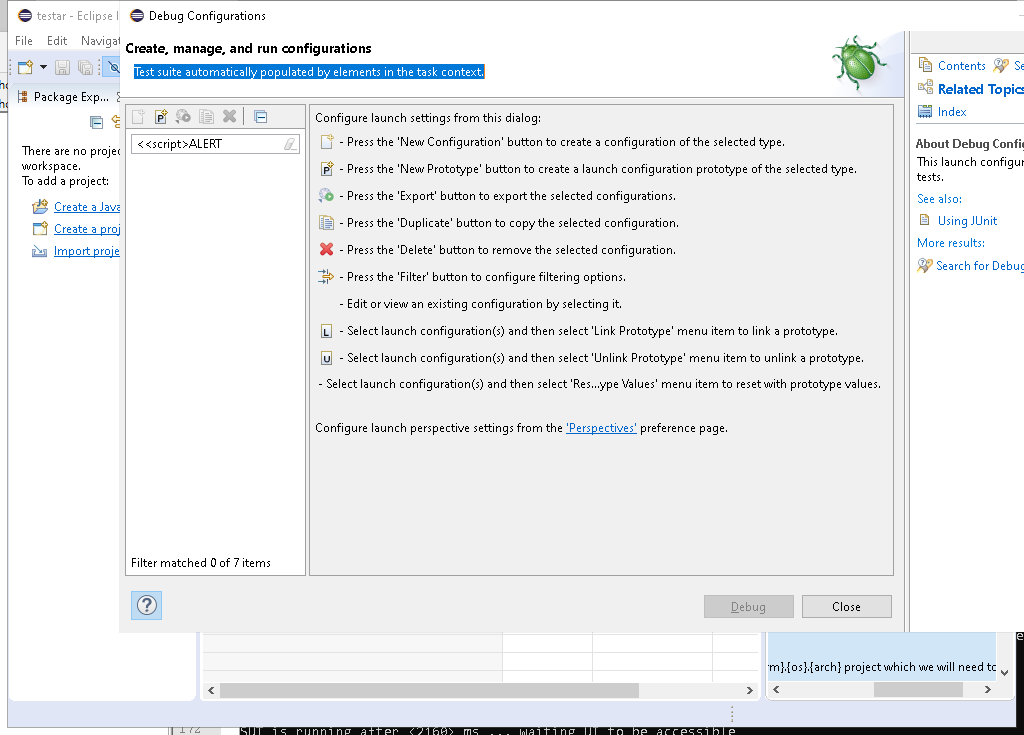 testar - Eclipse I
Debug Configurations
File Edit Navigat
Create, manage, and run configurations
Test suite automatically populated by elements in the task context.
Package Exp...
There are no projec
workspace.
To add a project:
Create a Java
Create a proj
Import proje
<<script>ALERT
Filter matched 0 of 7 items
Configure launch settings from this dialog:
- Press the 'New Configuration' button to create a configuration of the selected type.
- Press the 'New Prototype' button to create a launch configuration prototype of the selected type.
- Press the 'Export' button to export the selected configurations.
- Press the 'Duplicate' button to copy the selected configuration.
- Press the 'Delete' button to remove the selected configuration.
- Press the 'Filter' button to configure filtering options.
- Edit or view an existing configuration by selecting it.
L - Select launch configuration(s) and then select 'Link Prototype' menu item to link a prototype.
U - Select launch configuration(s) and then select 'Unlink Prototype' menu item to unlink a prototype.
- Select launch configuration(s) and then select 'Res...ype Values' menu item to reset with prototype values.
Configure launch perspective settings from the 'Perspectives' preference page.
Debug
Close
Contents Se
Related Topics
Index
About Debug Config
This launch configur
tests.
See also:
Using JUnit
More results:
Search for Debug
rm}.{os}.{arch} project which we will need to
172
SUT is running after <2160> ms ... waiting UI to be accessible